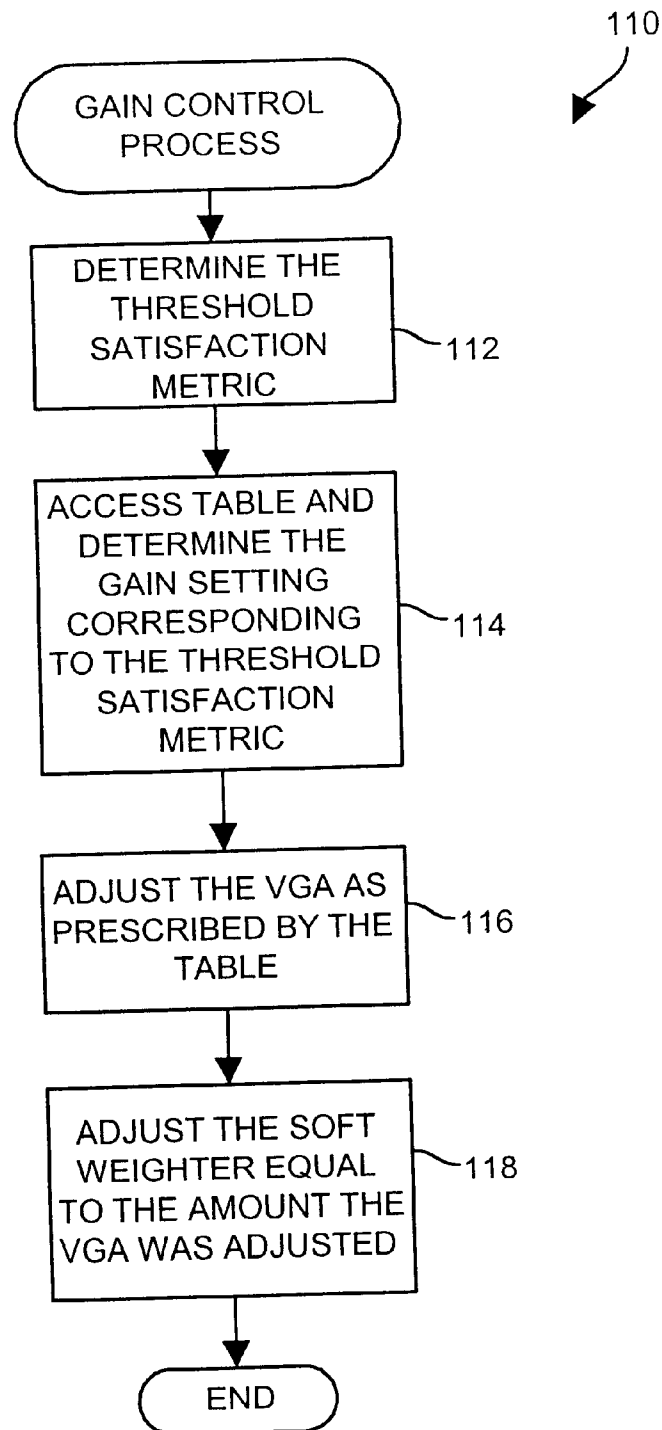 110
GAIN CONTROL
PROCESS
DETERMINE THE
THRESHOLD
SATISFACTION
METRIC
112
ACCESS TABLE AND
DETERMINE THE
GAIN SETTING
CORRESPONDING
TO THE THRESHOLD
SATISFACTION
METRIC
114
ADJUST THE VGA AS
PRESCRIBED BY THE
TABLE
116
ADJUST THE SOFT
WEIGHTER EQUAL
TO THE AMOUNT THE
VGA WAS ADJUSTED
118
END